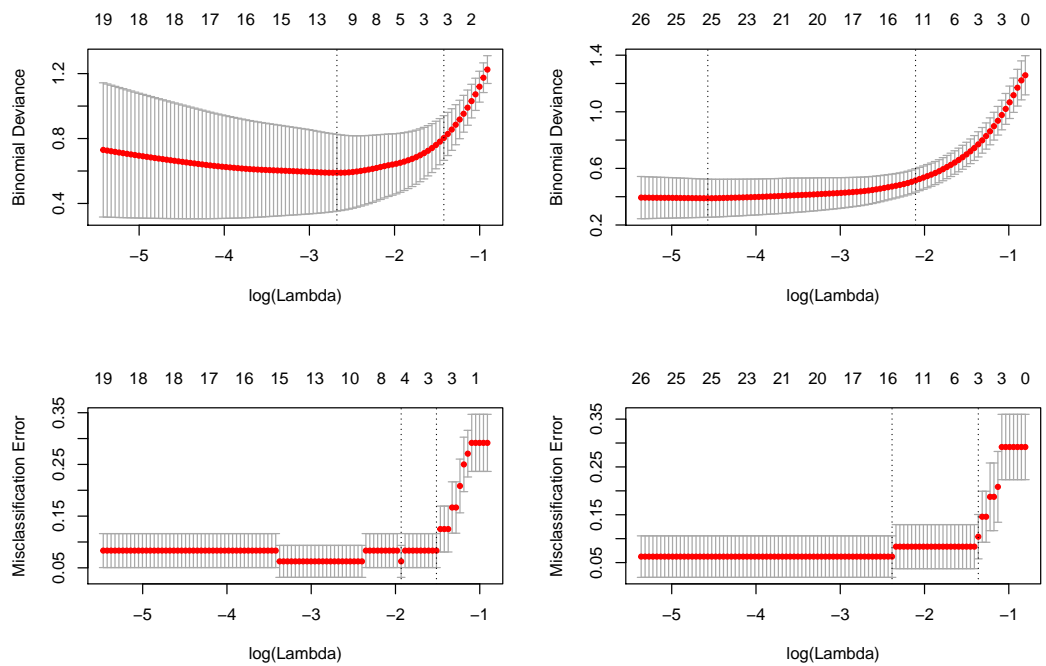 19 18 18 17 16 15 13 9 8 5 3 3 2
Binomial Deviance
0.4 0.8 1.2
−5 −4 −3 −2 −1
log(Lambda)
26 25 25 23 21 20 17 16 11 6 3 3 0
Binomial Deviance
0.2 0.6 1.0 1.4
−5 −4 −3 −2 −1
log(Lambda)
19 18 18 17 16 15 13 10 8 4 3 3 1
Misclassification Error
0.05 0.15 0.25 0.35
−5 −4 −3 −2 −1
log(Lambda)
26 25 25 23 21 20 17 16 11 6 3 3 0
Misclassification Error
0.05 0.15 0.25 0.35
−5 −4 −3 −2 −1
log(Lambda)